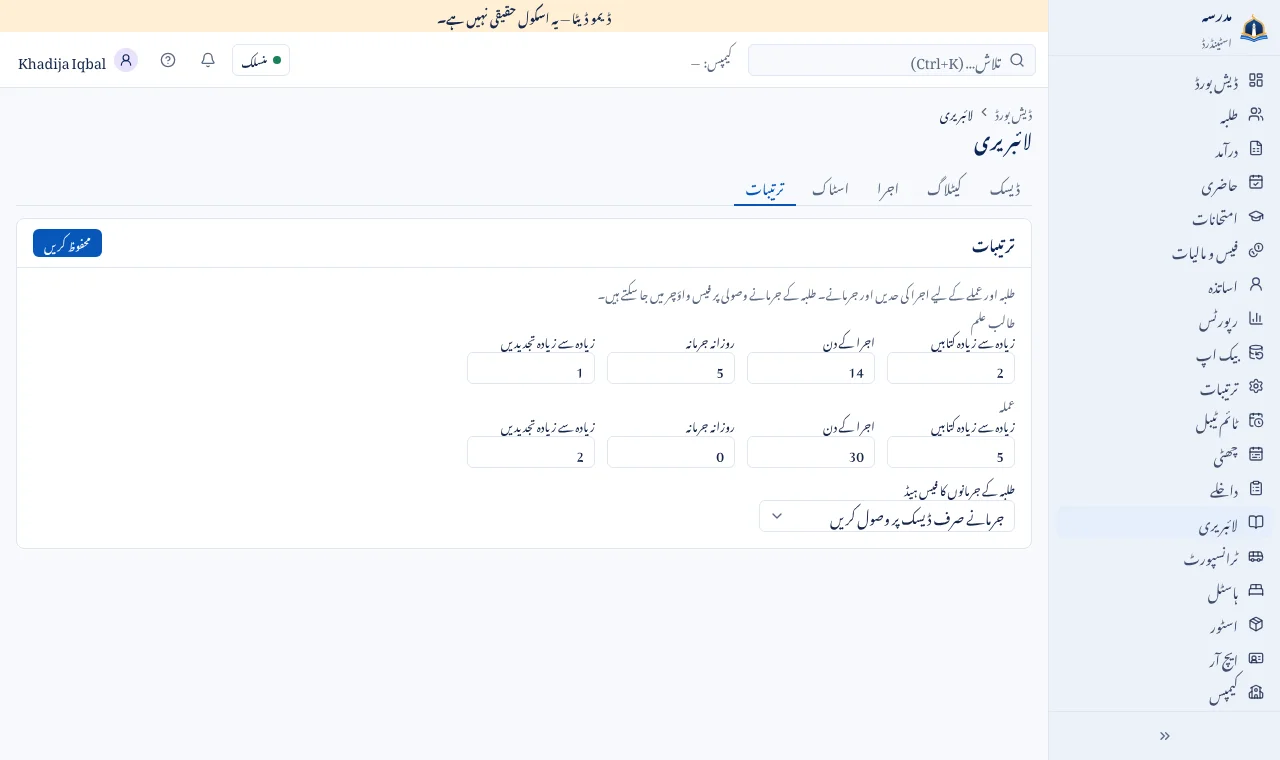 ڈیمو ڈیٹا — یہ اسکول حقیقی نہیں ہے۔
مدرسہ
اسٹینڈرڈ
ڈیش بورڈ
طلبہ
درآمد
حاضری
امتحانات
فیس و مالیات
اساتذہ
رپورٹس
بیک اپ
ترتیبات
ٹائم ٹیبل
چھٹی
داخلے
لائبریری
ٹرانسپورٹ
ہاسٹل
اسٹور
ایچ آر
کیمپس
تلاش... (Ctrl+K)
کیمپس: —
منسلک
Khadija Iqbal
ڈیش بورڈ
لائبریری
لائبریری
ڈیسک
کیٹلاگ
اجرا
اسٹاک
ترتیبات
ترتیبات
محفوظ کریں
طلبہ اور عملے کے لیے اجرا کی حدیں اور جرمانے۔ طلبہ کے جرمانے وصولی پر فیس واؤچر میں جا سکتے ہیں۔
طالب علم
زیادہ سے زیادہ کتابیں
اجرا کے دن
روزانہ جرمانہ
زیادہ سے زیادہ تجدیدیں
2
14
5
1
عملہ
زیادہ سے زیادہ کتابیں
اجرا کے دن
روزانہ جرمانہ
زیادہ سے زیادہ تجدیدیں
5
30
0
2
طلبہ کے جرمانوں کا فیس ہیڈ
جرمانے صرف ڈیسک پر وصول کریں